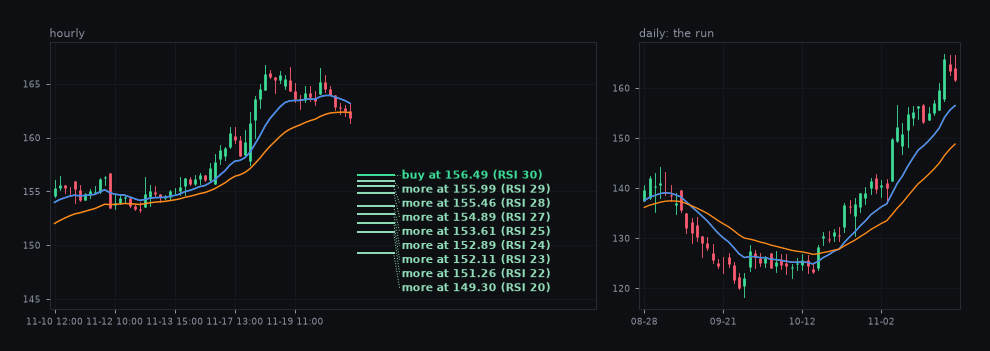 hourly
165
160
155
150
145
11-10 12:00 11-12 10:00 11-13 15:00 11-17 13:00 11-19 11:00
buy at 156.49 (RSI 30)
more at 155.99 (RSI 29)
more at 155.46 (RSI 28)
more at 154.89 (RSI 27)
more at 153.61 (RSI 25)
more at 152.89 (RSI 24)
more at 152.11 (RSI 23)
more at 151.26 (RSI 22)
more at 149.30 (RSI 20)
daily: the run
160
150
140
130
120
08-28 09-21 10-12 11-02